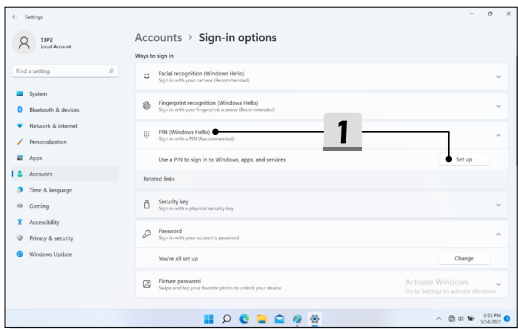 Settings
13P2
Local Account
Find a setting
System
Bluetooth & devices
Network & internet
Personalization
Apps
Accounts
Time & language
Gaming
Accessibility
Privacy & security
Windows Update
Accounts > Sign-in options
Ways to sign in
Facial recognition (Windows Hello)
Sign in with your camera (Recommended)
Fingerprint recognition (Windows Hello)
Sign in with your fingerprint scanner (Recommended)
PIN (Windows Hello)
Sign in with a PIN (Recommended)
1
Use a PIN to sign in to Windows, apps, and services
Set up
Related links
Security key
Sign in with a physical security key
Password
Sign in with your account's password
You're all set up
Change
Picture password
Swipe and tap your favorite photo to unlock your device
Activate Windows
Go to Settings to activate Windows.
6:53 PM
9/14/2021